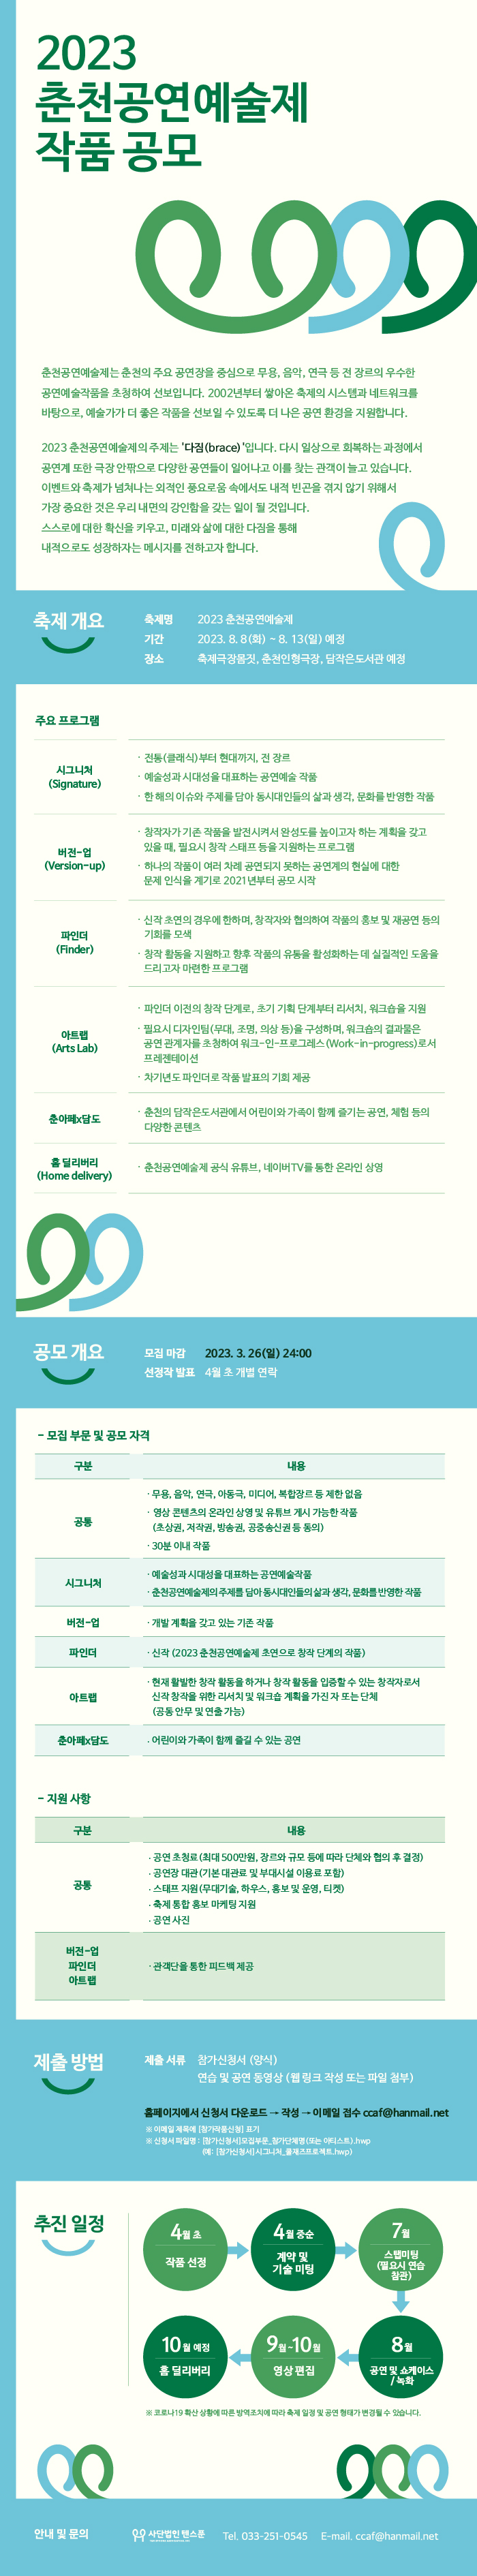 2023
춘천공연예술제
작품 공모
춘천공연예술제는 춘천의 주요 공연장을 중심으로 무용, 음악, 연극 등 전 장르의 우수한
공연예술작품을 초청하여 선보입니다. 2002년부터 쌓아온 축제의 시스템과 네트워크를
바탕으로, 예술가가 더 좋은 작품을 선보일 수 있도록 더 나은 공연 환경을 지원합니다.
2023 춘천공연예술제의 주제는 '다짐(brace)'입니다. 다시 일상으로 회복하는 과정에서
공연계 또한 극장 안팎으로 다양한 공연들이 일어나고 이를 찾는 관객이 늘고 있습니다.
이벤트와 축제가 넘쳐나는 외적인 풍요로움 속에서도 내적 빈곤을 겪지 않기 위해서
가장 중요한 것은 우리 내면의 강인함을 갖는 일이 될 것입니다.
스스로에 대한 확신을 키우고, 미래와 삶에 대한 다짐을 통해
내적으로도 성장하자는 메시지를 전하고자 합니다.
축제 개요
축제명 2023 춘천공연예술제
기간 2023. 8. 8(화) ~ 8. 13(일) 예정
장소 축제극장몸짓, 춘천인형극장, 담작은도서관 예정
주요 프로그램
시그니처
(Signature)
· 전통(클래식)부터 현대까지, 전 장르
· 예술성과 시대성을 대표하는 공연예술 작품
· 한 해의 이슈와 주제를 담아 동시대인들의 삶과 생각, 문화를 반영한 작품
버전-업
(Version-up)
· 창작자가 기존 작품을 발전시켜서 완성도를 높이고자 하는 계획을 갖고
있을 때, 필요시 창작 스태프 등을 지원하는 프로그램
· 하나의 작품이 여러 차례 공연되지 못하는 공연계의 현실에 대한
문제 인식을 계기로 2021년부터 공모 시작
파인더
(Finder)
· 신작 초연의 경우에 한하며, 창작자와 협의하여 작품의 홍보 및 재공연 등의
기회를 모색
· 창작 활동을 지원하고 향후 작품의 유통을 활성화하는 데 실질적인 도움을
드리고자 마련한 프로그램
아트랩
(Arts Lab)
· 파인더 이전의 창작 단계로, 초기 기획 단계부터 리서치, 워크숍을 지원
· 필요시 디자인팀(무대, 조명, 의상 등)을 구성하며, 워크숍의 결과물은
공연 관계자를 초청하여 워크-인-프로그레스(Work-in-progress)로서
프레젠테이션
· 차기년도 파인더로 작품 발표의 기회 제공
춘아페x담도
· 춘천의 담작은도서관에서 어린이와 가족이 함께 즐기는 공연, 체험 등의
다양한 콘텐츠
홈 딜리버리
(Home delivery)
· 춘천공연예술제 공식 유튜브, 네이버TV를 통한 온라인 상영
공모 개요
모집 마감 2023. 3. 26(일) 24:00
선정작 발표 4월 초 개별 연락
- 모집 부문 및 공모 자격
구분 내용
공통
· 무용, 음악, 연극, 아동극, 미디어, 복합장르 등 제한 없음
· 영상 콘텐츠의 온라인 상영 및 유튜브 게시 가능한 작품
(초상권, 저작권, 방송권, 공중송신권 등 동의)
· 30분 이내 작품
시그니처
· 예술성과 시대성을 대표하는 공연예술작품
· 춘천공연예술제의 주제를 담아 동시대인들의 삶과 생각, 문화를 반영한 작품
버전-업 · 개발 계획을 갖고 있는 기존 작품
파인더 · 신작 (2023 춘천공연예술제 초연으로 창작 단계의 작품)
아트랩
· 현재 활발한 창작 활동을 하거나 창작 활동을 입증할 수 있는 창작자로서
신작 창작을 위한 리서치 및 워크숍 계획을 가진 자 또는 단체
(공동 안무 및 연출 가능)
춘아페x담도 · 어린이와 가족이 함께 즐길 수 있는 공연
- 지원 사항
구분 내용
공통
· 공연 초청료(최대 500만원, 장르와 규모 등에 따라 단체와 협의 후 결정)
· 공연장 대관(기본 대관료 및 부대시설 이용료 포함)
· 스태프 지원(무대기술, 하우스, 홍보 및 운영, 티켓)
· 축제 통합 홍보 마케팅 지원
· 공연 사진
버전-업
파인더
아트랩
· 관객단을 통한 피드백 제공
제출 방법
제출 서류 참가신청서 (양식)
연습 및 공연 동영상 (웹 링크 작성 또는 파일 첨부)
홈페이지에서 신청서 다운로드 → 작성 → 이메일 접수 ccaf@hanmail.net
※ 이메일 제목에 [참가작품신청] 표기
※ 신청서 파일명 : [참가신청서]모집부문_참가단체명(또는 아티스트).hwp
(예: [참가신청서]시그니처_쿨재즈프로젝트.hwp)
추진 일정
4월 초
작품 선정
4월 중순
계약 및
기술 미팅
7월
스탭미팅
(필요시 연습
참관)
8월
공연 및 쇼케이스
/ 녹화
9월-10월
영상 편집
10월 예정
홈 딜리버리
※ 코로나19 확산 상황에 따른 방역조치에 따라 축제 일정 및 공연 형태가 변경될 수 있습니다.
안내 및 문의
사단법인 텐스푼
Tel. 033-251-0545 E-mail. ccaf@hanmail.net